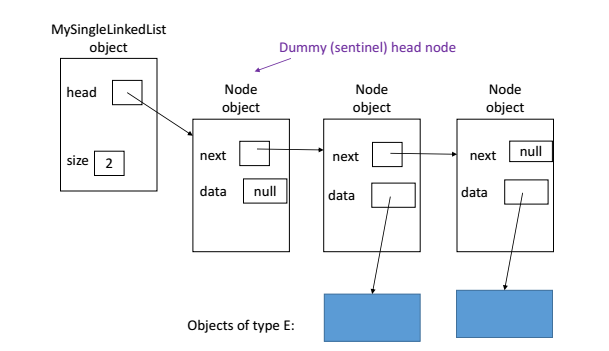 MySingleLinkedList
object
Dummy (sentinel) head node
head
size
2
Node
object
next
data
null
Node
object
next
data
Node
object
next
null
data
Objects of type E: